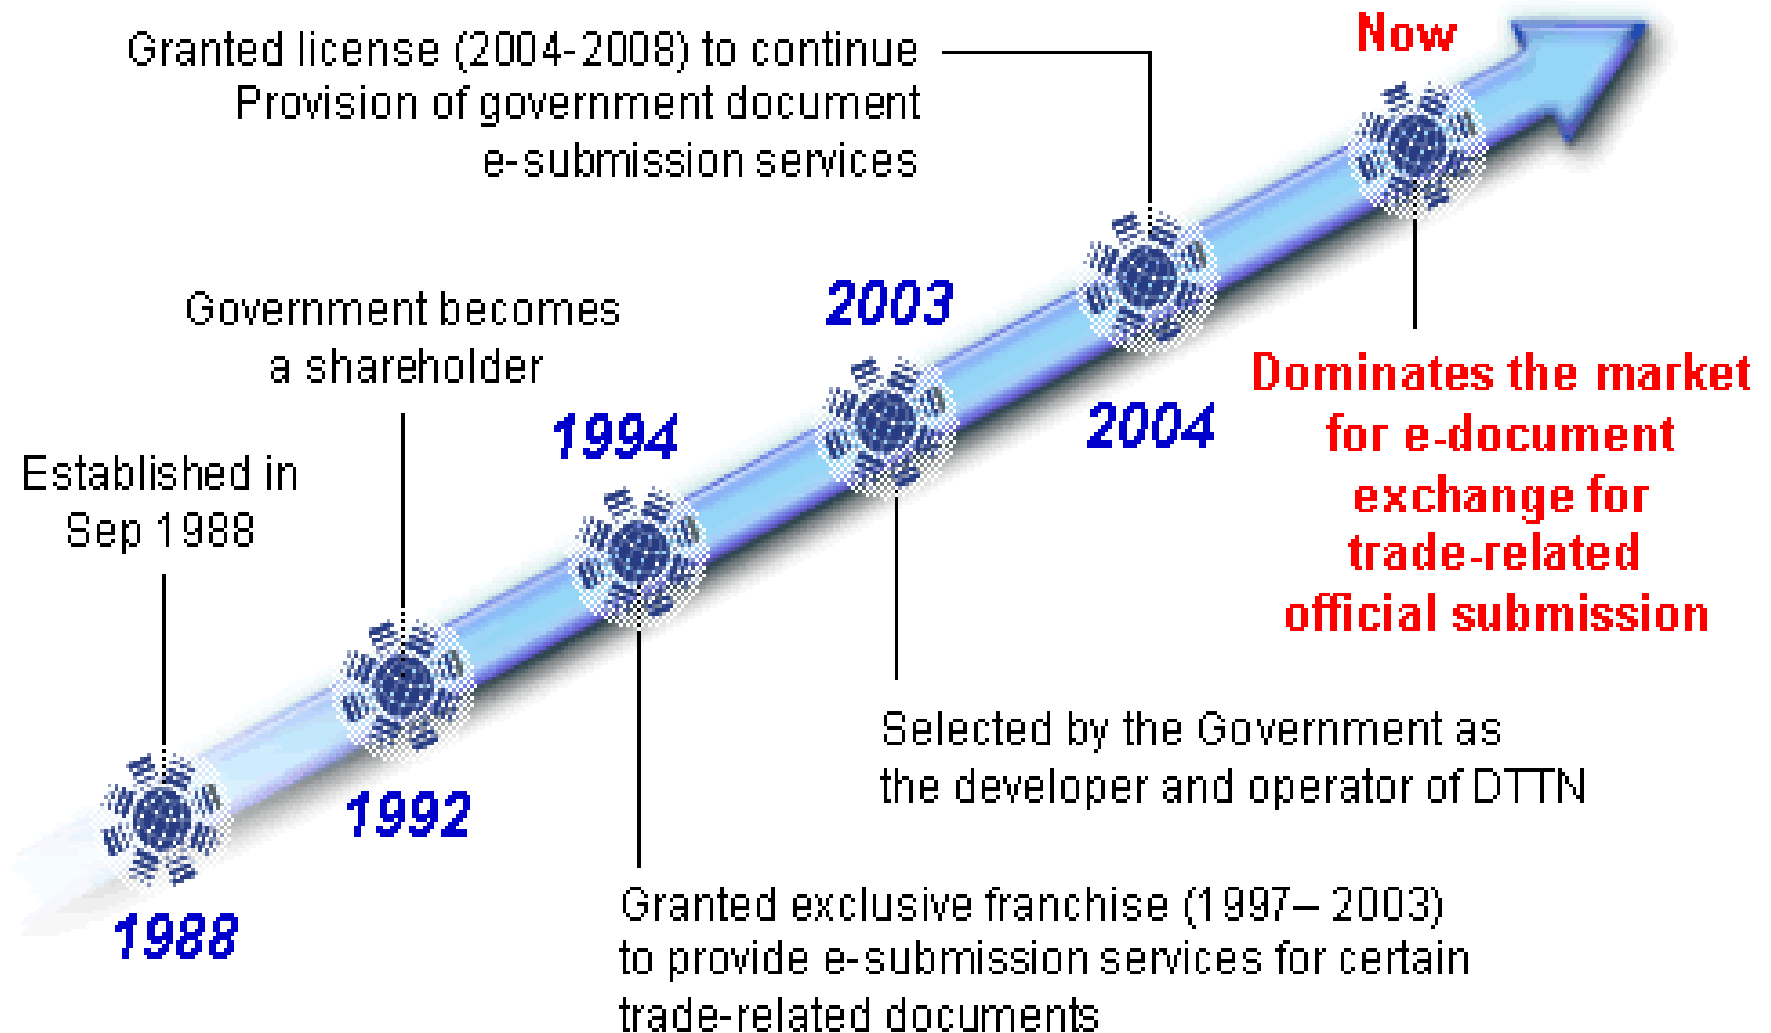 Granted license (2004-2008) to continue
Provision of government document
e-submission services
Now
Government becomes
a shareholder
2003
1994
2004
Dominates the market
for e-document
exchange for
trade-related
official submission
Established in
Sep 1988
Selected by the Government as
the developer and operator of DTTN
1992
1988
Granted exclusive franchise (1997– 2003)
to provide e-submission services for certain
trade-related documents